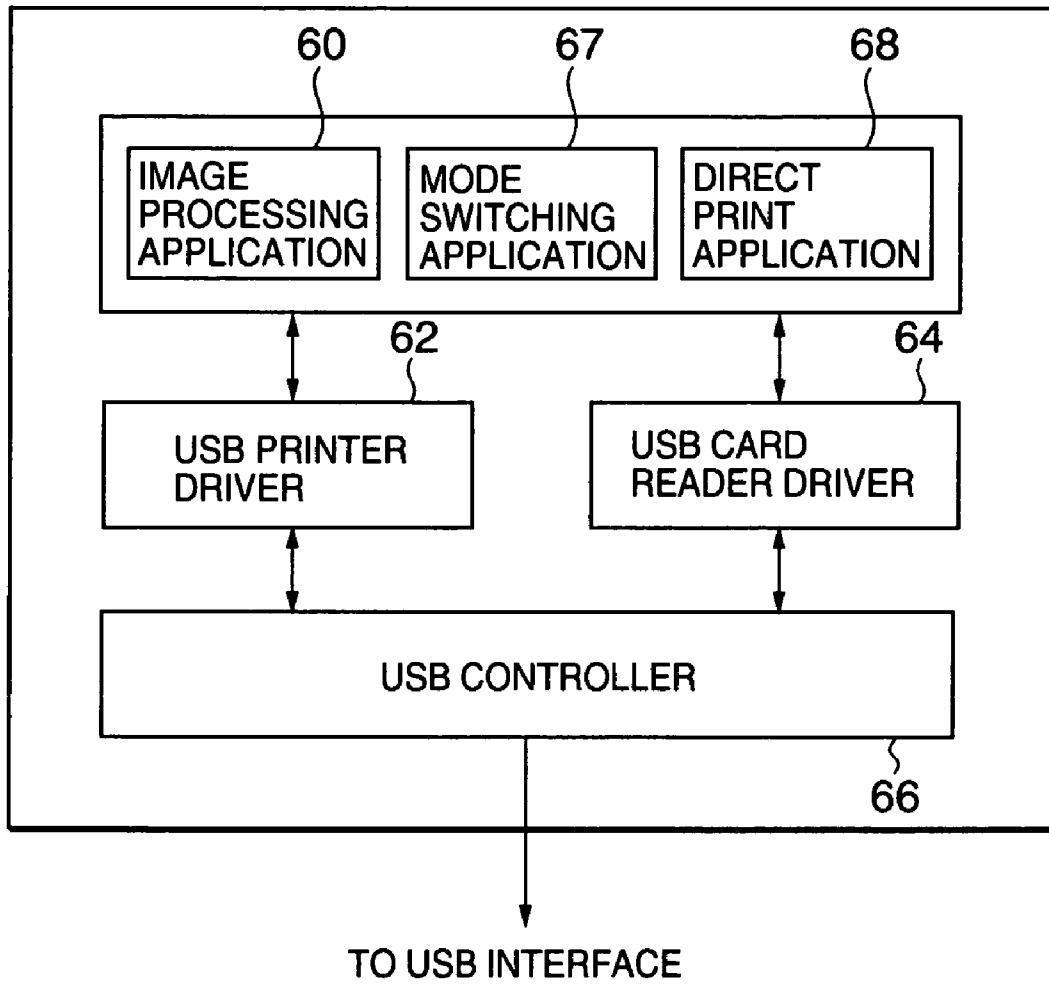 60
67
68
IMAGE
PROCESSING
APPLICATION
MODE
SWITCHING
APPLICATION
DIRECT
PRINT
APPLICATION
62
64
USB PRINTER
DRIVER
USB CARD
READER DRIVER
USB CONTROLLER
66
TO USB INTERFACE